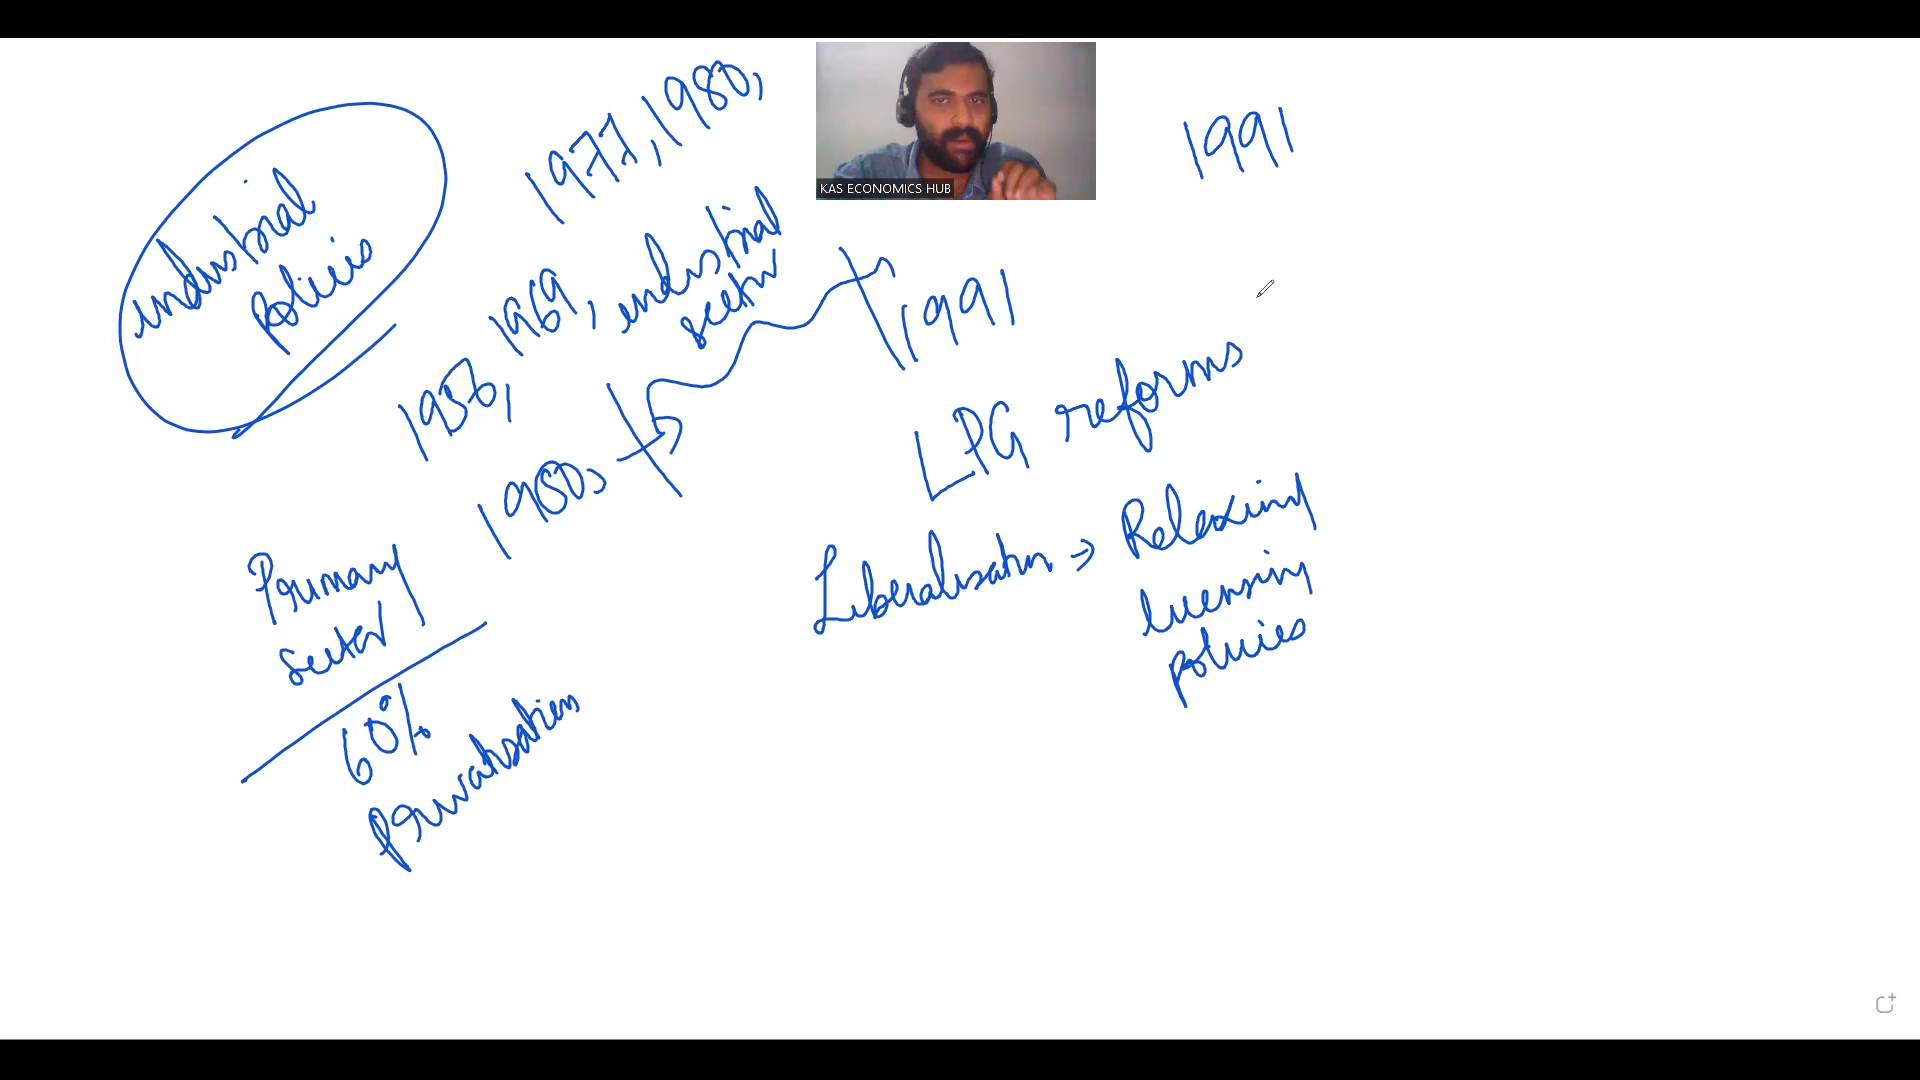 industrial
policies
1977, 1980,
1956, 1969, industrial
sector
1950s
1991
Primary
sector
60%
privatisation
KAS ECONOMICS HUB
1991
LPG reforms
Liberalisation → Relaxing
licensing
policies